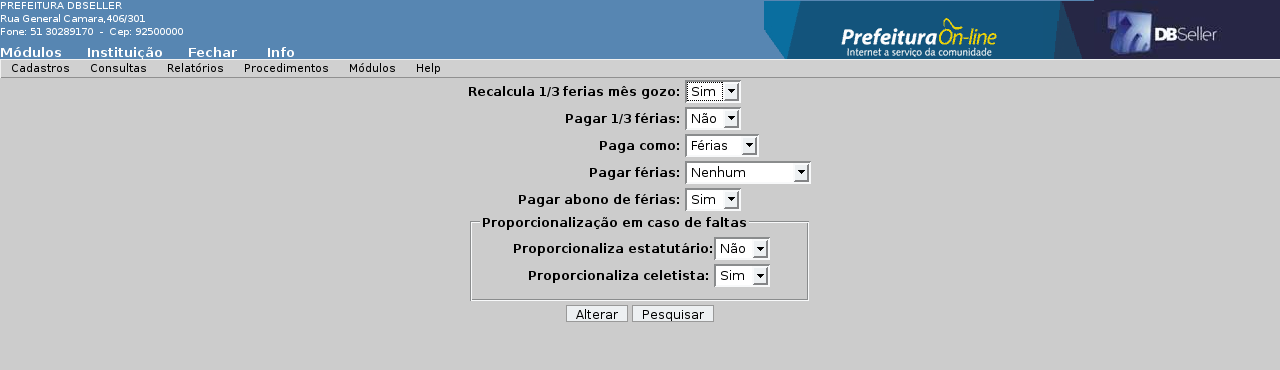 PREFEITURA DBSELLER
Rua General Camara,406/301
Fone: 51 30289170 - Cep: 92500000
Módulos Instituição Fechar Info
Prefeitura On-line
Internet a serviço da comunidade
DBSeller
Cadastros Consultas Relatórios Procedimentos Módulos Help
Recalcula 1/3 ferias mês gozo: Sim
Pagar 1/3 férias: Não
Paga como: Férias
Pagar férias: Nenhum
Pagar abono de férias: Sim
Proporcionalização em caso de faltas
Proporcionaliza estatutário: Não
Proporcionaliza celetista: Sim
Alterar Pesquisar